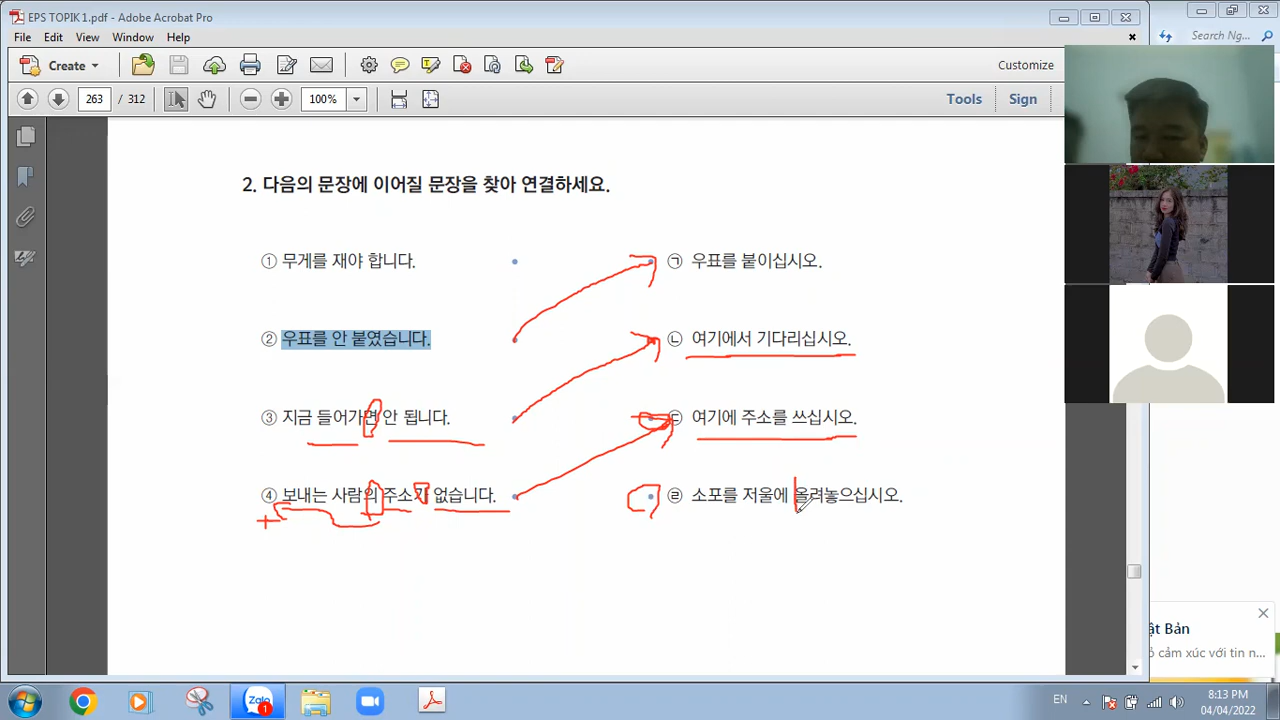 EPS TOPIK 1.pdf - Adobe Acrobat Pro
File Edit View Window Help
Search Ng...
Create
Customize
263 / 312
100%
Tools Sign
2. 다음의 문장에 이어질 문장을 찾아 연결하세요.
① 무게를 재야 합니다. ㉠ 우표를 붙이십시오.
② 우표를 안 붙였습니다. ㉡ 여기에서 기다리십시오.
③ 지금 들어가면 안 됩니다. ㉢ 여기에 주소를 쓰십시오.
④ 보내는 사람의 주소가 없습니다. ㉣ 소포를 저울에 올려놓으십시오.
ật Bản
ỏ cảm xúc với tin n...
Zalo
1
EN
8:13 PM
04/04/2022